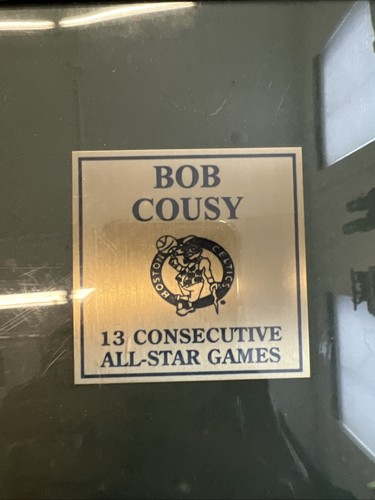 BOB
COUSY
BOSTON CELTICS
®
13 CONSECUTIVE
ALL-STAR GAMES